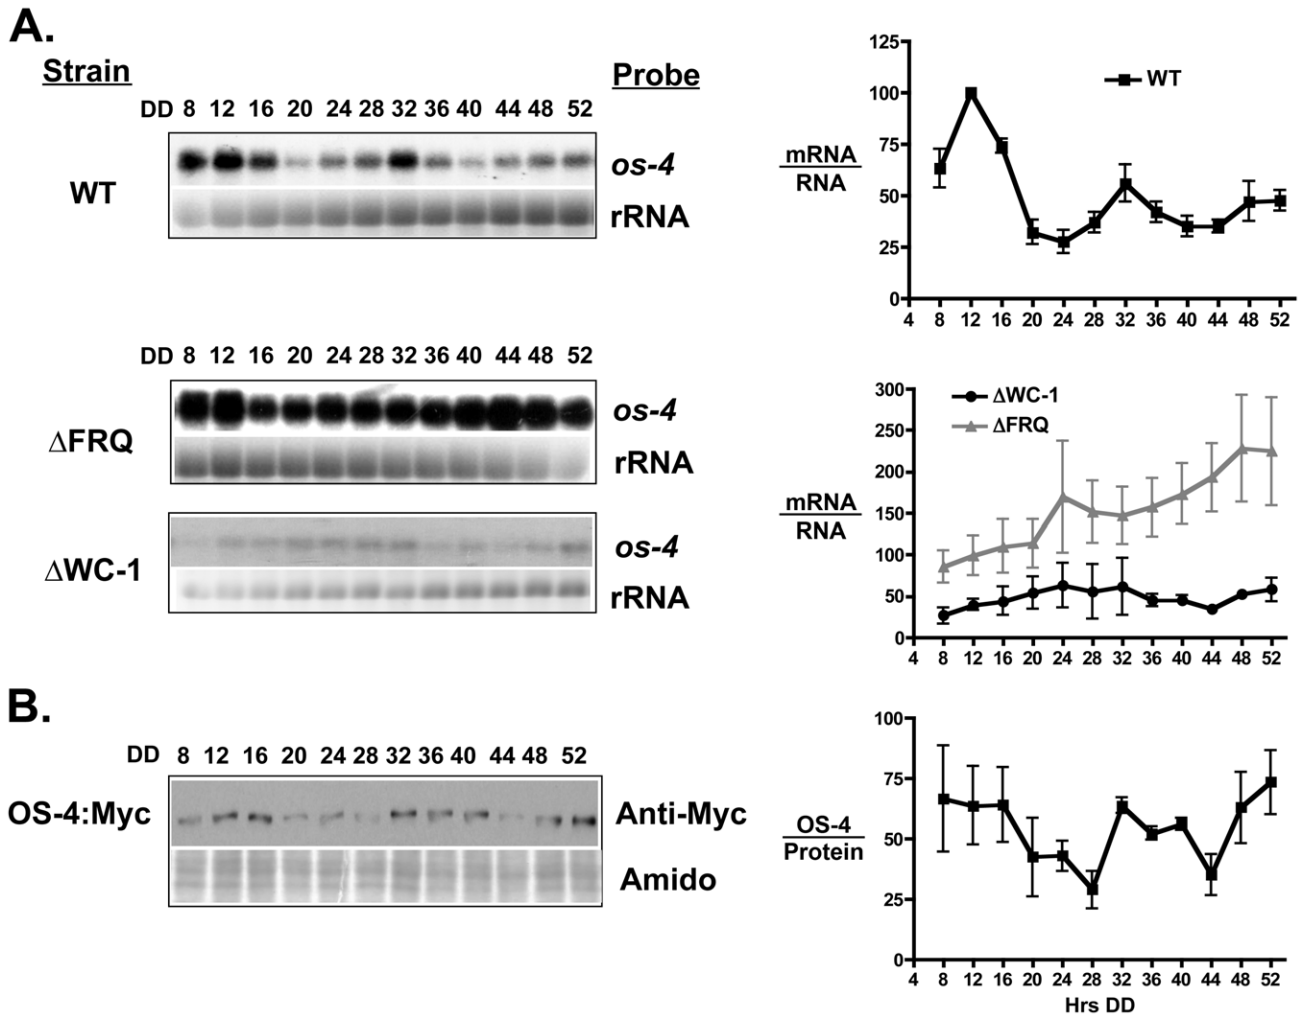 A.
Strain
Probe
DD 8 12 16 20 24 28 32 36 40 44 48 52
WT
os-4
rRNA
DD 8 12 16 20 24 28 32 36 40 44 48 52
ΔFRQ
os-4
rRNA
ΔWC-1
os-4
rRNA
125
100
75
50
25
0
mRNA
RNA
WT
4 8 12 16 20 24 28 32 36 40 44 48 52
300
250
200
150
100
50
0
mRNA
RNA
ΔWC-1
ΔFRQ
4 8 12 16 20 24 28 32 36 40 44 48 52
B.
DD 8 12 16 20 24 28 32 36 40 44 48 52
OS-4:Myc
Anti-Myc
Amido
100
75
50
25
0
OS-4
Protein
4 8 12 16 20 24 28 32 36 40 44 48 52
Hrs DD